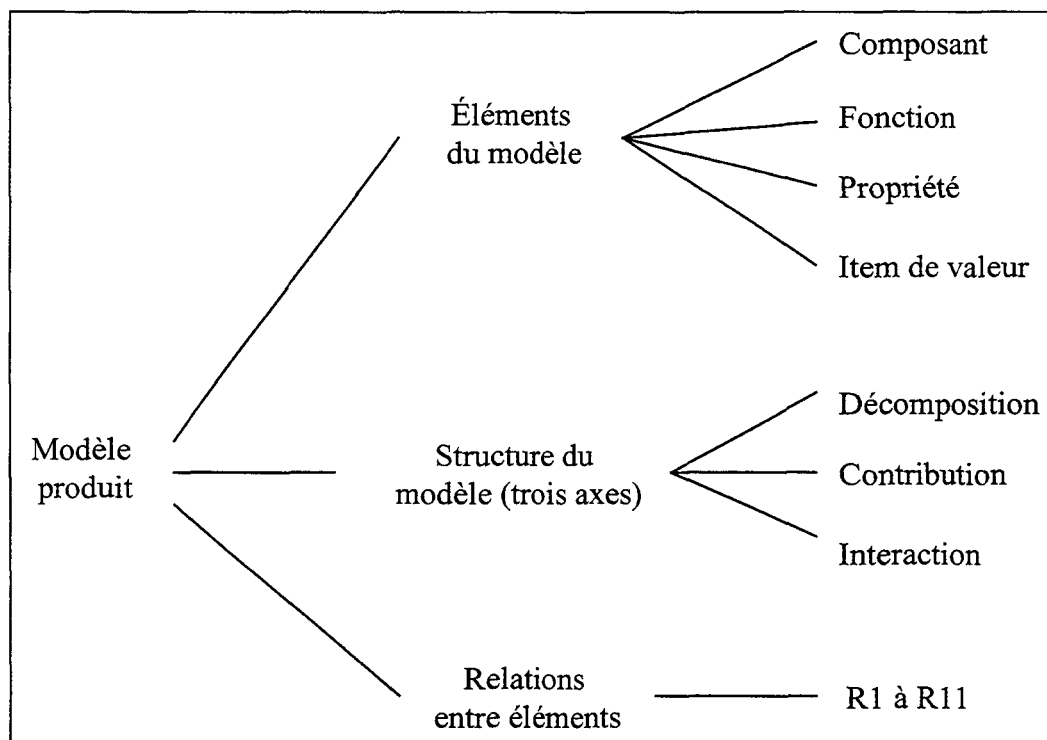 Composant
Éléments
du modèle
Fonction
Propriété
Item de valeur
Modèle
produit
Structure du
modèle (trois axes)
Décomposition
Contribution
Interaction
Relations
entre éléments
R1 à R11